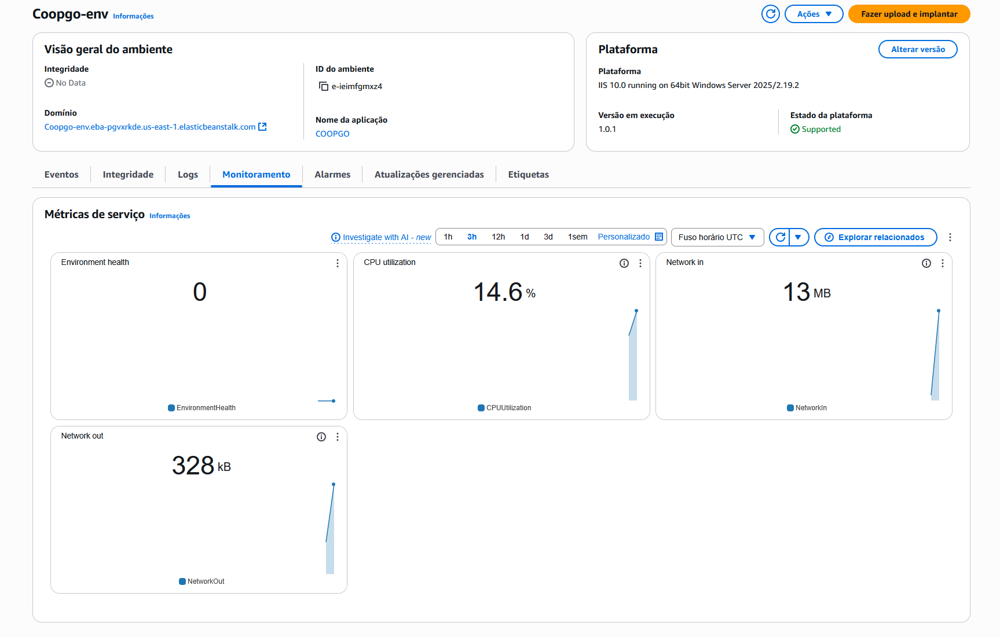 Coopgo-env Informações
Ações
Fazer upload e implantar
Visão geral do ambiente
Integridade
No Data
Domínio
Coopgo-env.eba-pgvxrkde.us-east-1.elasticbeanstalk.com
ID do ambiente
e-ieimfgmxz4
Nome da aplicação
COOPGO
Plataforma
Alterar versão
Plataforma
IIS 10.0 running on 64bit Windows Server 2025/2.19.2
Versão em execução
1.0.1
Estado da plataforma
Supported
Eventos Integridade Logs Monitoramento Alarmes Atualizações gerenciadas Etiquetas
Métricas de serviço Informações
Investigate with AI - new 1h 3h 12h 1d 3d 1sem Personalizado Fuso horário UTC Explorar relacionados
Environment health
0
EnvironmentHealth
CPU utilization
14.6 %
CPUUtilization
Network in
13 MB
NetworkIn
Network out
328 kB
NetworkOut